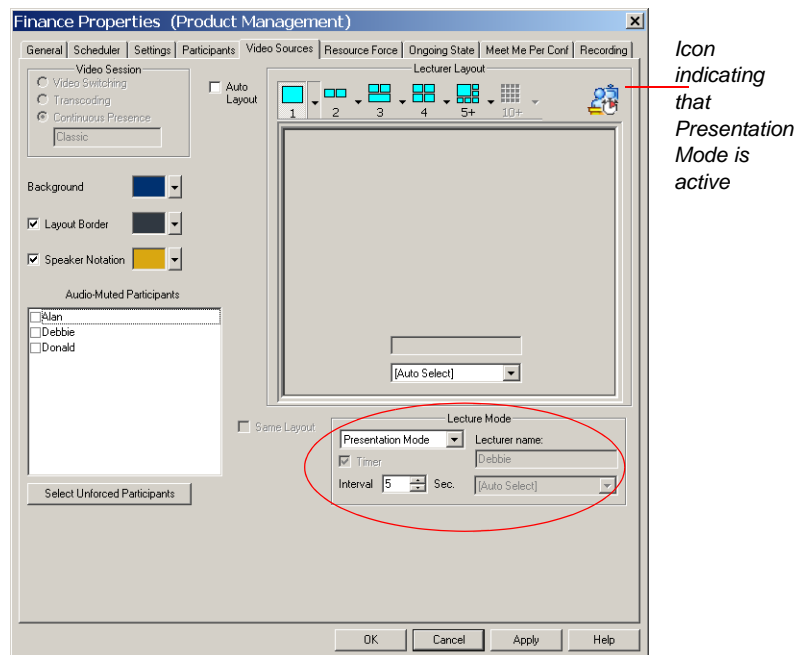 Finance Properties (Product Management)
General Scheduler Settings Participants Video Sources Resource Force Ongoing State Meet Me Per Conf Recording
Video Session
Video Switching
Transcoding
Continuous Presence
Classic
Auto
Layout
Lecturer Layout
1 2 3 4 5+ 10+
Icon
indicating
that
Presentation
Mode is
active
Background
Layout Border
Speaker Notation
Audio-Muted Participants
Alan
Debbie
Donald
Select Unforced Participants
[Auto Select]
Same Layout
Lecture Mode
Presentation Mode
Lecturer name:
Timer
Debbie
Interval 5 Sec.
[Auto Select]
OK Cancel Apply Help